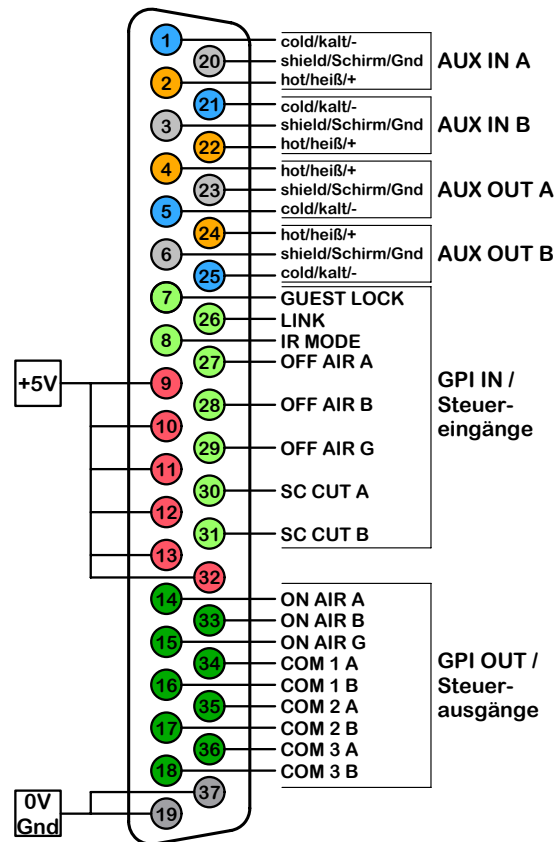 1 cold/kalt/-
20 shield/Schirm/Gnd AUX IN A
2 hot/heiß/+
21 cold/kalt/-
3 shield/Schirm/Gnd AUX IN B
22 hot/heiß/+
4 hot/heiß/+
23 shield/Schirm/Gnd AUX OUT A
5 cold/kalt/-
24 hot/heiß/+
6 shield/Schirm/Gnd AUX OUT B
25 cold/kalt/-
7 GUEST LOCK
26 LINK
8 IR MODE
27 OFF AIR A
+5V 9
28 OFF AIR B
10
29 OFF AIR G
11
30 SC CUT A
12
31 SC CUT B
13
32
GPI IN /
Steuer-
eingänge
14 ON AIR A
33 ON AIR B
15 ON AIR G
34 COM 1 A
16 COM 1 B
35 COM 2 A
17 COM 2 B
36 COM 3 A
18 COM 3 B
GPI OUT /
Steuer-
ausgänge
37
0V
Gnd
19